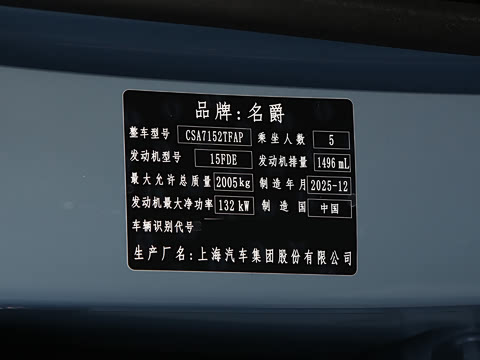 品牌:名爵
整车型号 CSA7152TFAP 乘坐人数 5
发动机型号 15FDE 发动机排量 1496mL
最大允许总质量 2005kg 制造年月 2025-12
发动机最大净功率 132kW 制造国 中国
车辆识别代号
生产厂名:上海汽车集团股份有限公司